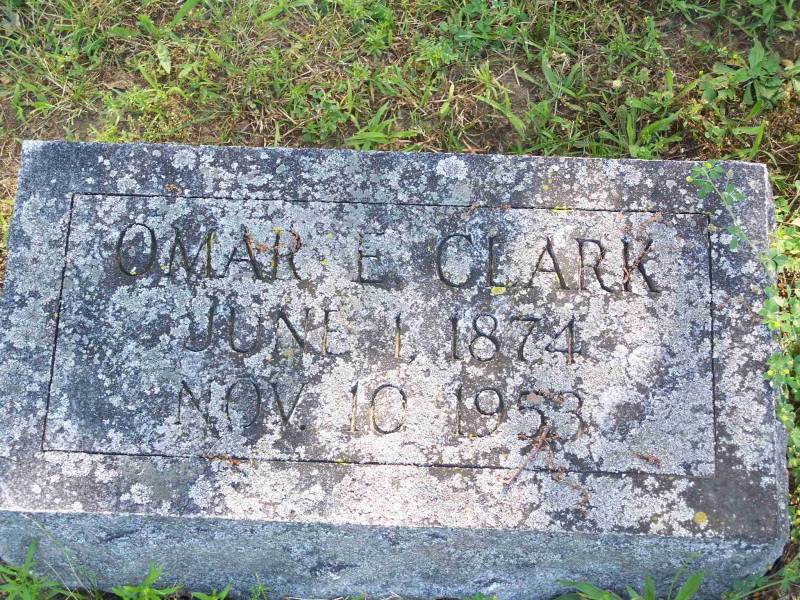 OMAR E CLARK
JUNE 1, 1874
NOV. 10 1953